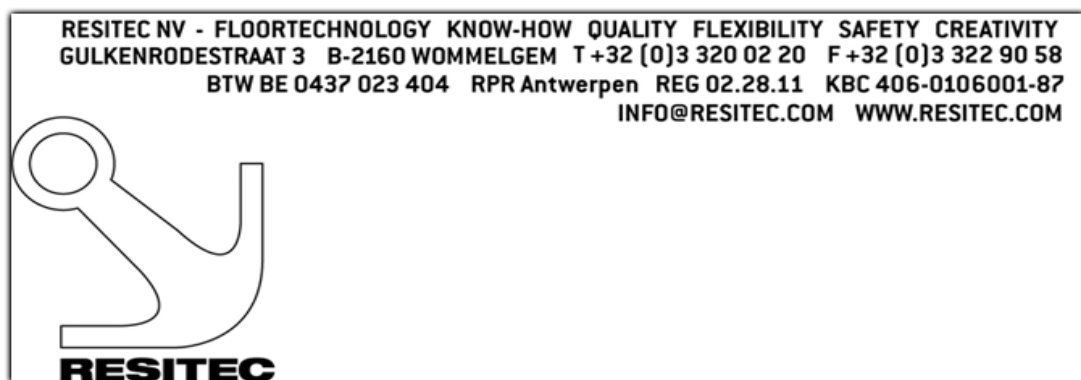 RESITEC NV - FLOORTECHNOLOGY KNOW-HOW QUALITY FLEXIBILITY SAFETY CREATIVITY
GULKENRODESTRAAT 3 B-2160 WOMMELGEM T +32 (0)3 320 02 20 F +32 (0)3 322 90 58
BTW BE 0437 023 404 RPR Antwerpen REG 02.28.11 KBC 406-0106001-87
INFO@RESITEC.COM WWW.RESITEC.COM
RESITEC